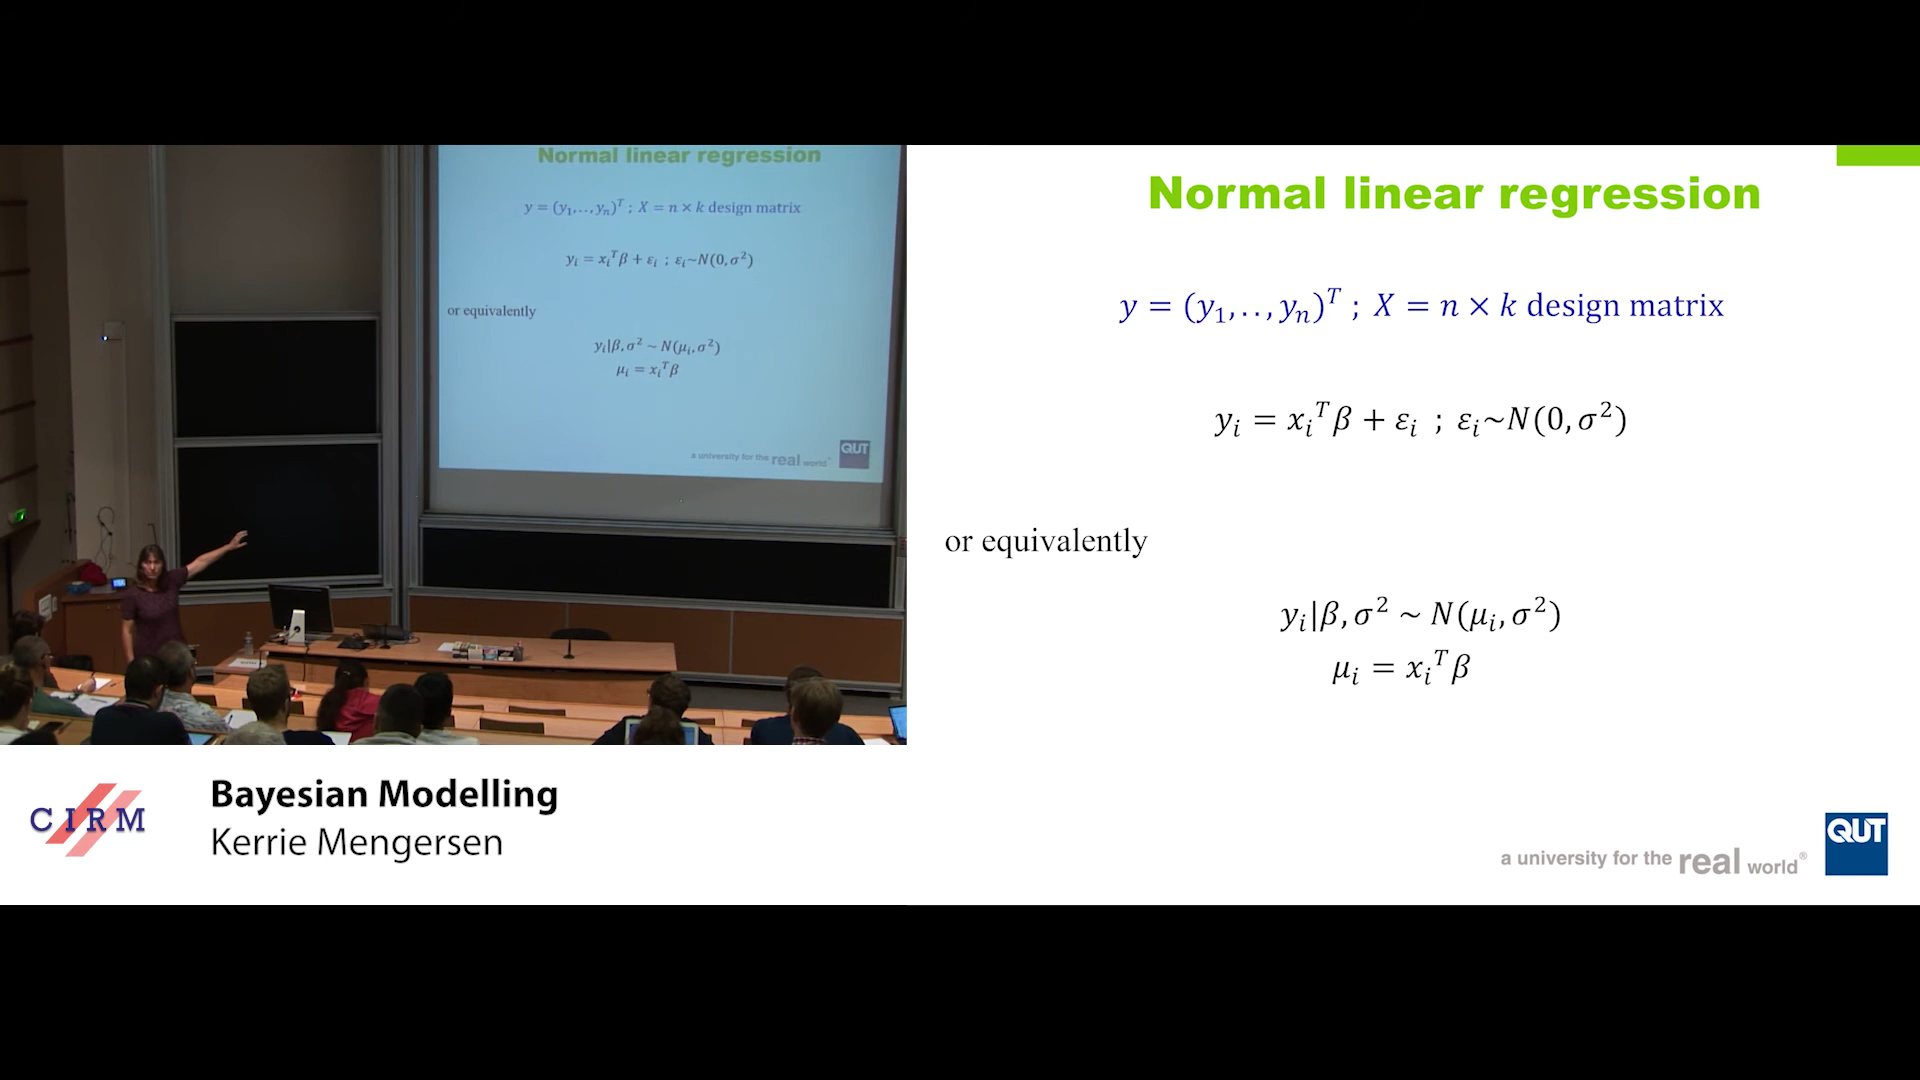 Normal linear regression
y = (y₁,..,yₙ)ᵀ ; X = n × k design matrix
yᵢ = xᵢᵀβ + εᵢ ; εᵢ~N(0,σ²)
or equivalently
yᵢ|β,σ² ~ N(μᵢ,σ²)
μᵢ = xᵢᵀβ
a university for the real world
QUT
Normal linear regression
y = (y₁,..,yₙ)ᵀ ; X = n × k design matrix
yᵢ = xᵢᵀβ + εᵢ ; εᵢ~N(0,σ²)
or equivalently
yᵢ|β,σ² ~ N(μᵢ,σ²)
μᵢ = xᵢᵀβ
a university for the real world®
QUT
CIRM
Bayesian Modelling
Kerrie Mengersen